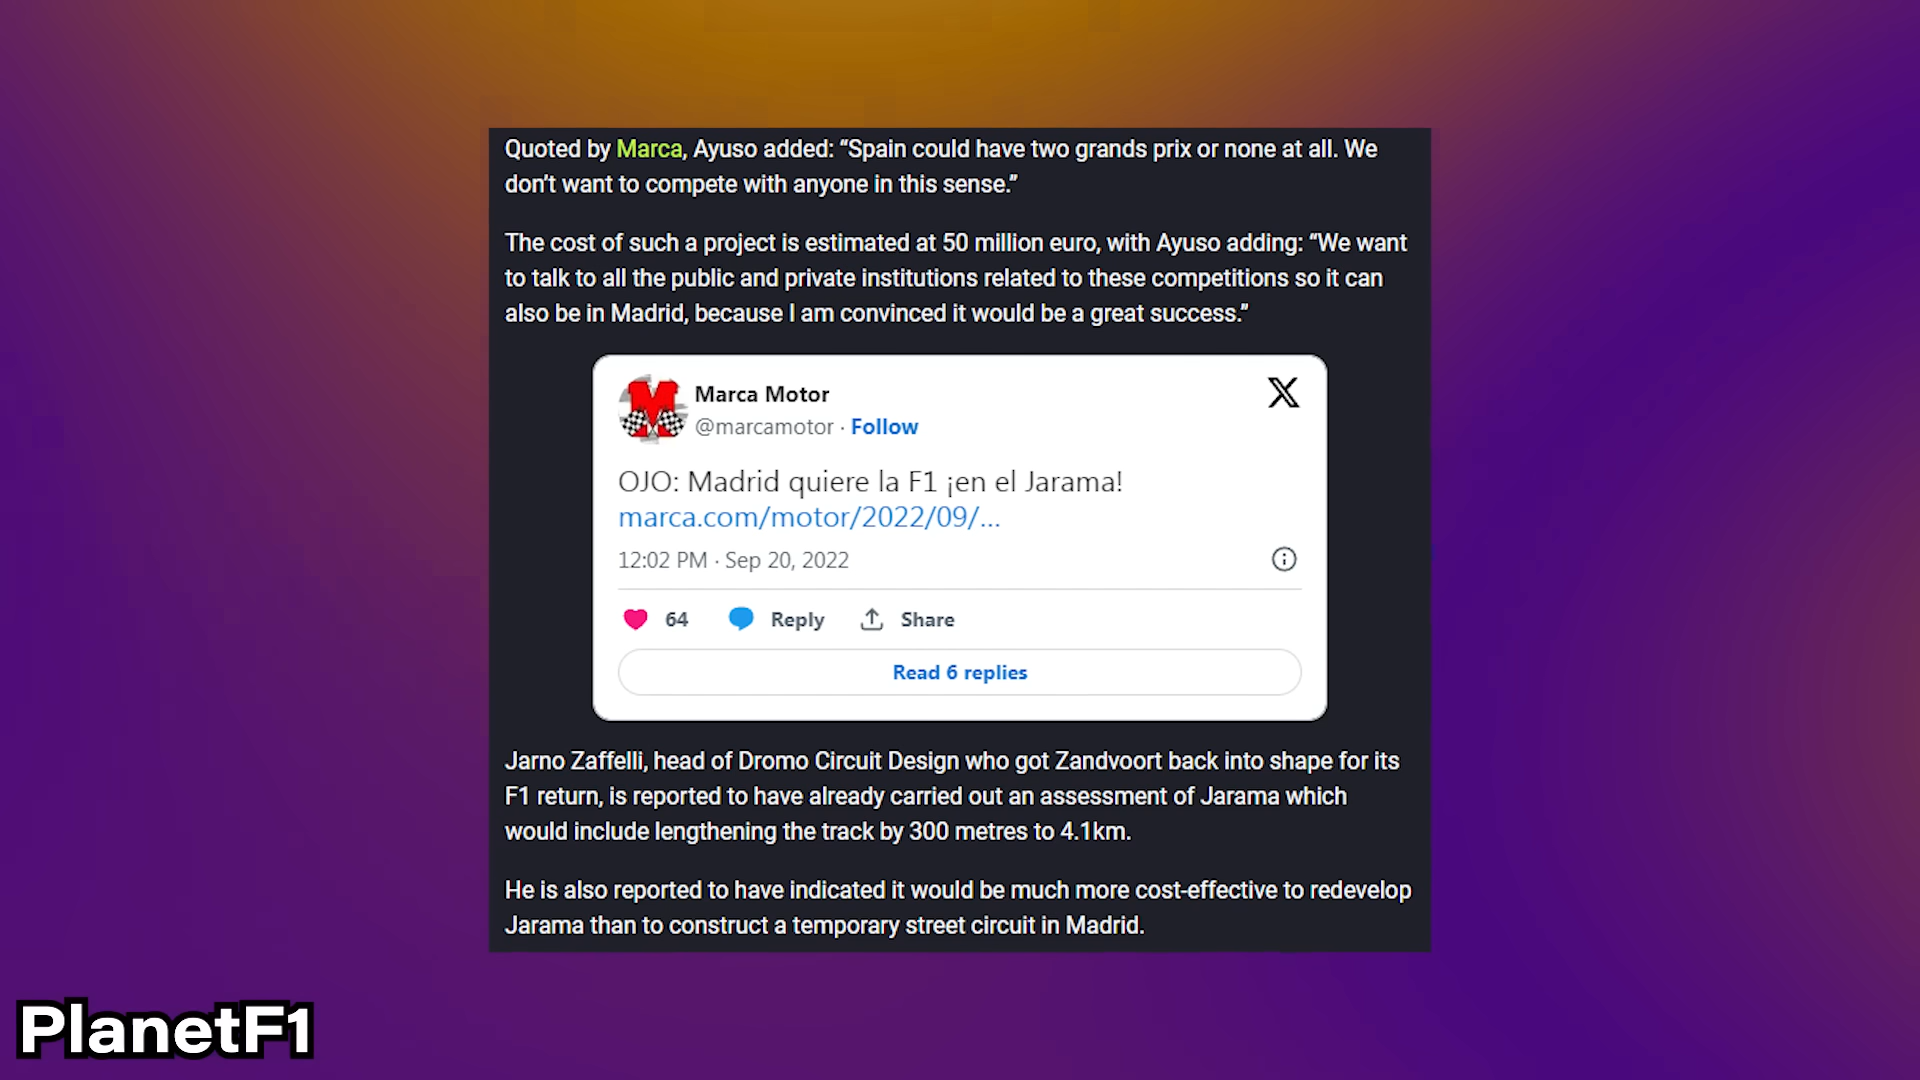 Quoted by Marca, Ayuso added: “Spain could have two grands prix or none at all. We
don’t want to compete with anyone in this sense.”
The cost of such a project is estimated at 50 million euro, with Ayuso adding: “We want
to talk to all the public and private institutions related to these competitions so it can
also be in Madrid, because I am convinced it would be a great success.”
Marca Motor
@marcamotor · Follow
OJO: Madrid quiere la F1 ¡en el Jarama!
marca.com/motor/2022/09/...
12:02 PM · Sep 20, 2022
64 Reply Share
Read 6 replies
Jarno Zaffelli, head of Dromo Circuit Design who got Zandvoort back into shape for its
F1 return, is reported to have already carried out an assessment of Jarama which
would include lengthening the track by 300 metres to 4.1km.
He is also reported to have indicated it would be much more cost-effective to redevelop
Jarama than to construct a temporary street circuit in Madrid.
PlanetF1